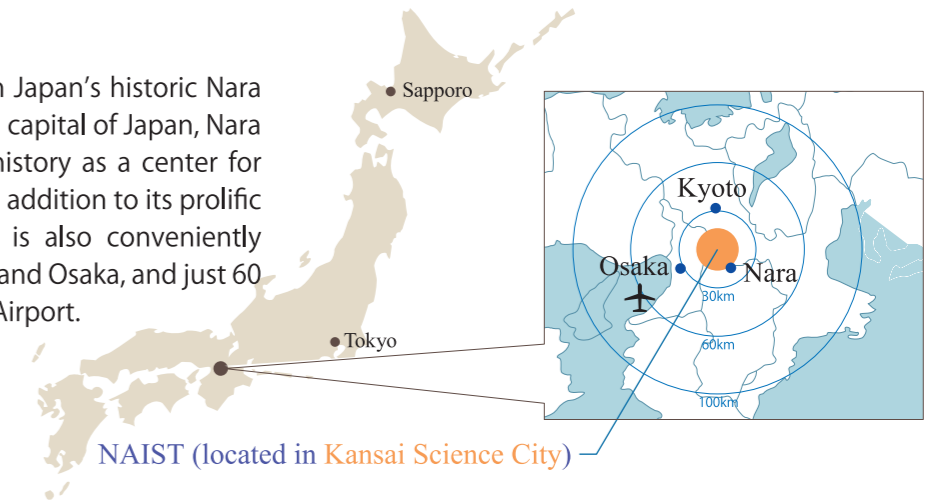 n Japan's historic Nara
capital of Japan, Nara
history as a center for
addition to its prolific
is also conveniently
and Osaka, and just 60
Airport.
Sapporo
Tokyo
Kyoto
Osaka
Nara
30km
60km
100km
NAIST (located in Kansai Science City)